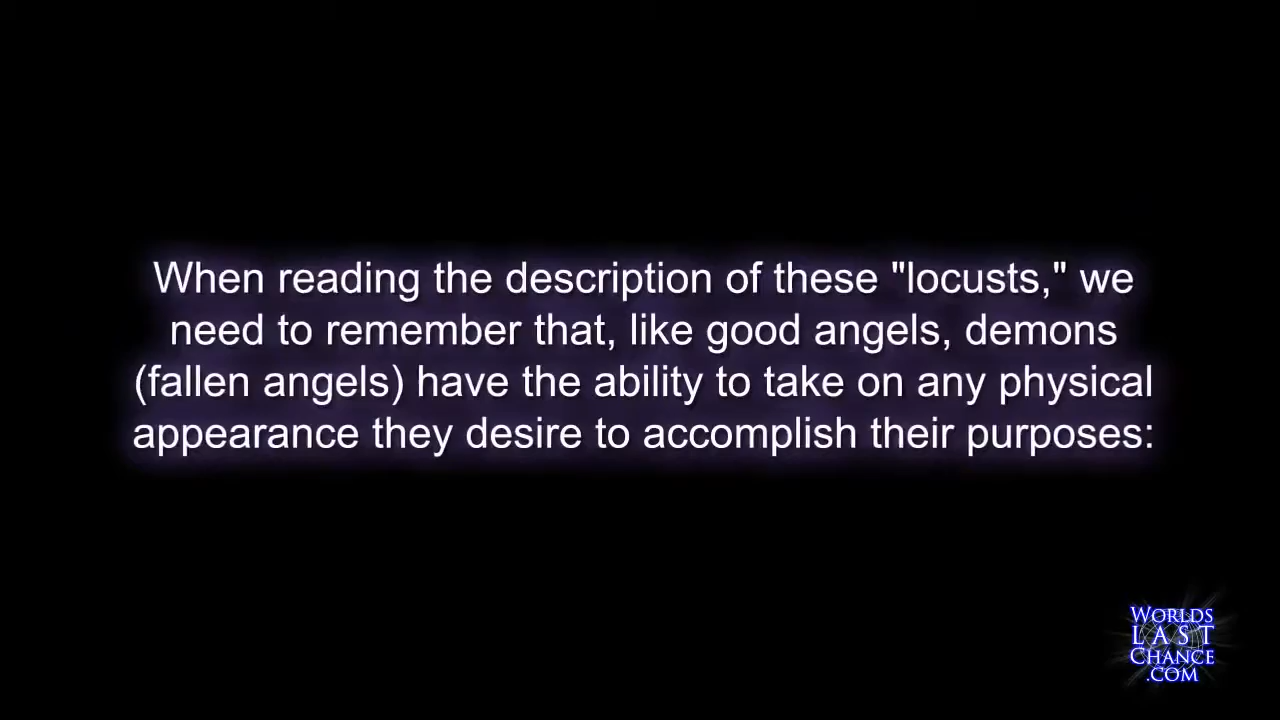 When reading the description of these "locusts," we
need to remember that, like good angels, demons
(fallen angels) have the ability to take on any physical
appearance they desire to accomplish their purposes:
WORLDS
LAST
CHANCE
.COM